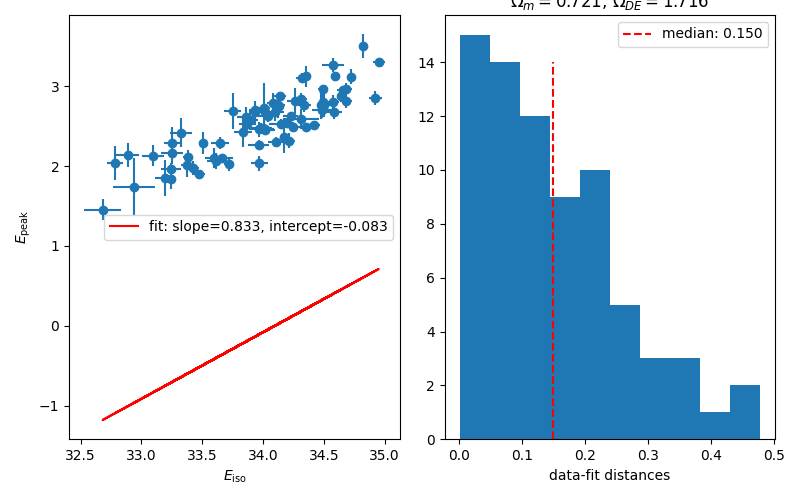 Ω_m = 0.721, Ω_DE = 1.716
3
2
1
0
−1
E_peak
fit: slope=0.833, intercept=-0.083
32.5 33.0 33.5 34.0 34.5 35.0
E_iso
14
12
10
8
6
4
2
0
median: 0.150
0.0 0.1 0.2 0.3 0.4 0.5
data-fit distances